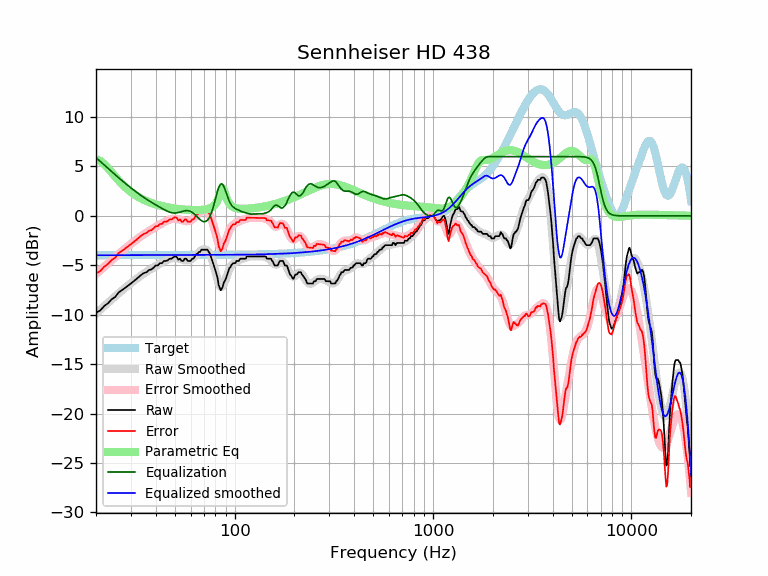 Sennheiser HD 438
Amplitude (dBr)
10
5
0
−5
−10
−15
−20
−25
−30
Target
Raw Smoothed
Error Smoothed
Raw
Error
Parametric Eq
Equalization
Equalized smoothed
100
1000
10000
Frequency (Hz)